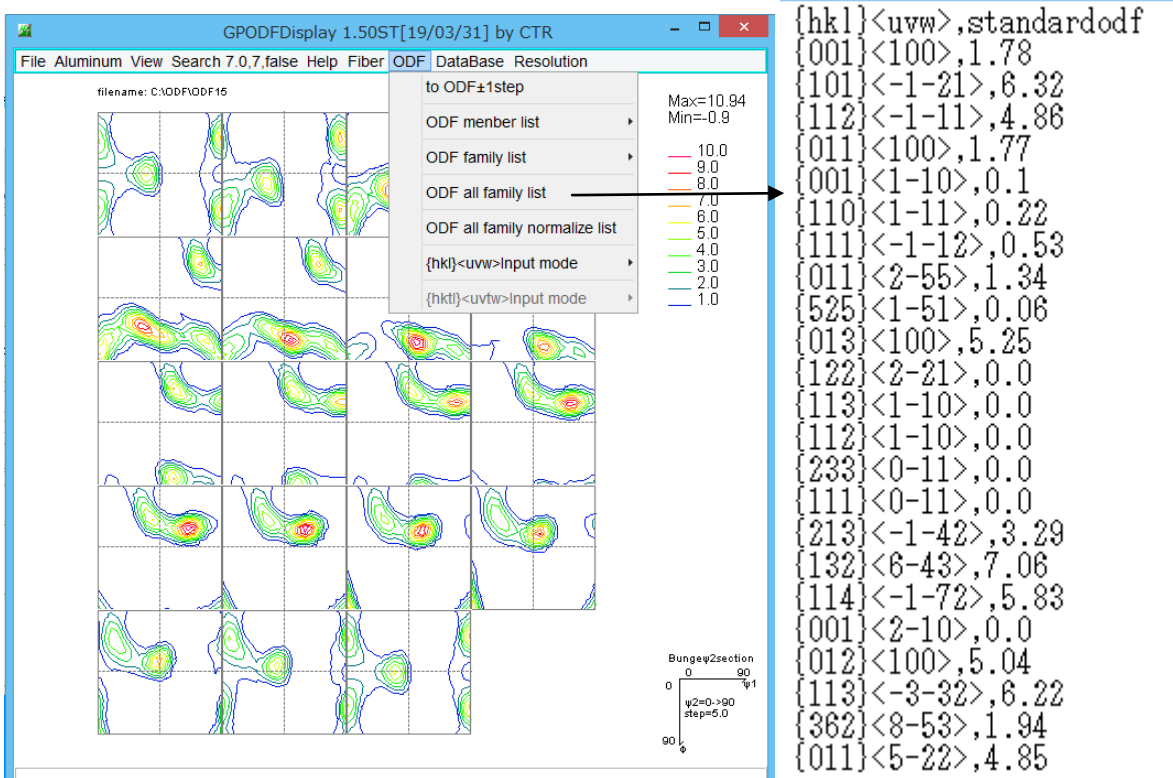 GPODFDisplay 1.50ST[19/03/31] by CTR
File Aluminum View Search 7.0,7,false Help Fiber ODF DataBase Resolution
filename: C:\ODF\ODF15
to ODF±1step
ODF menber list
ODF family list
ODF all family list
ODF all family normalize list
{hkl}<uvw>Input mode
{hktl}<uvtw>Input mode
Max=10.94
Min=-0.9
10.0
9.0
8.0
7.0
6.0
5.0
4.0
3.0
2.0
1.0
Bungeψ2section
0 90
0 ψ1
ψ2=0->90
step=5.0
90 Φ
{hkl}<uvw>,standardodf
{001}<100>,1.78
{101}<-1-21>,6.32
{112}<-1-11>,4.86
{011}<100>,1.77
{001}<1-10>,0.1
{110}<1-11>,0.22
{111}<-1-12>,0.53
{011}<2-55>,1.34
{525}<1-51>,0.06
{013}<100>,5.25
{122}<2-21>,0.0
{113}<1-10>,0.0
{112}<1-10>,0.0
{233}<0-11>,0.0
{111}<0-11>,0.0
{213}<-1-42>,3.29
{132}<6-43>,7.06
{114}<-1-72>,5.83
{001}<2-10>,0.0
{012}<100>,5.04
{113}<-3-32>,6.22
{362}<8-53>,1.94
{011}<5-22>,4.85